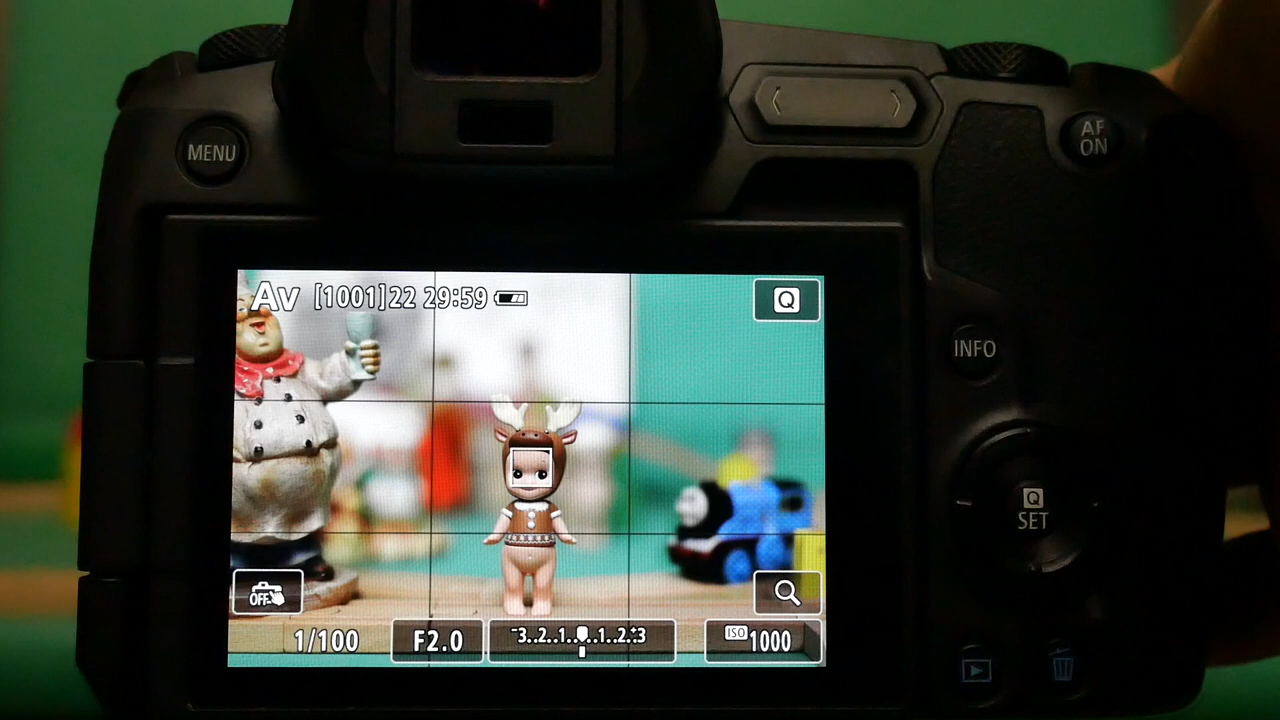 MENU
AF
ON
Av [1001]22 29:59
Q
INFO
Q
SET
OFF
1/100 F2.0 -3..2..1..0..1..2.:+3 ISO 1000